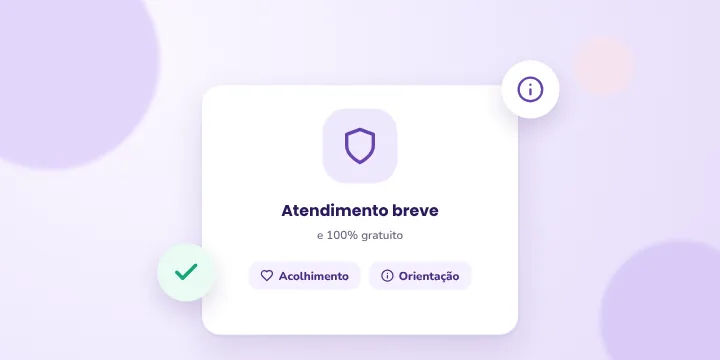 Atendimento breve
e 100% gratuito
Acolhimento
Orientação